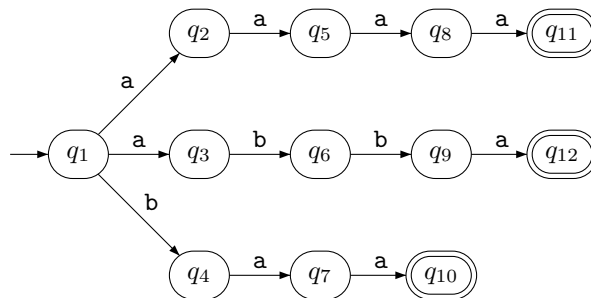 q2 a q5 a q8 a q11
a
q1 a q3 b q6 b q9 a q12
b
q4 a q7 a q10